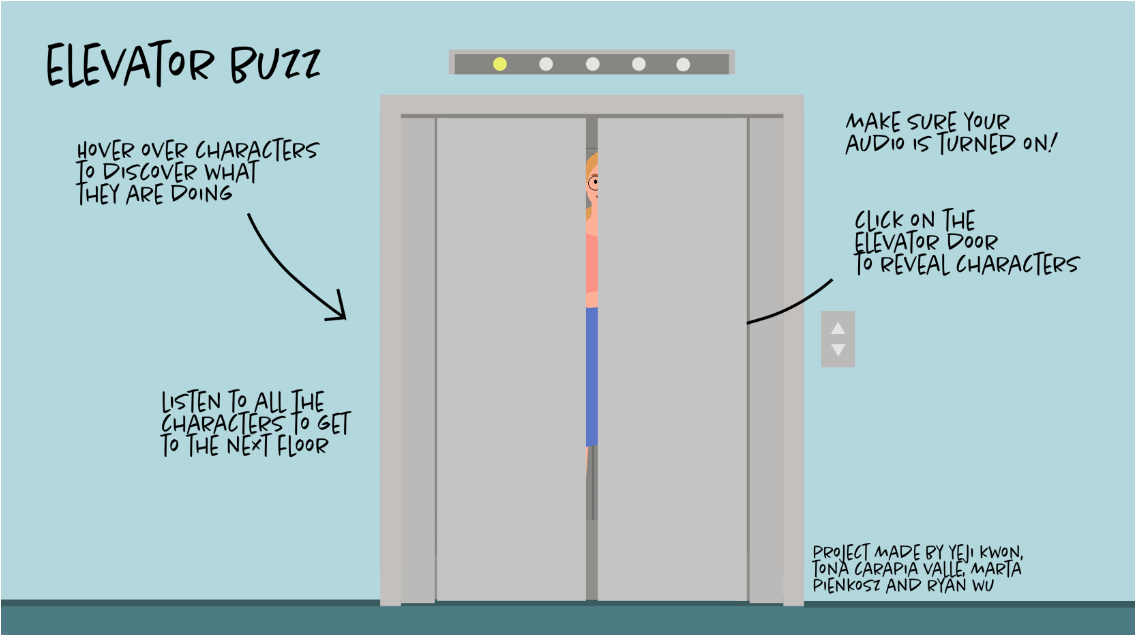 ELEVATOR BUZZ
HOVER OVER CHARACTERS
TO DISCOVER WHAT
THEY ARE DOING
MAKE SURE YOUR
AUDIO IS TURNED ON!
CLICK ON THE
ELEVATOR DOOR
TO REVEAL CHARACTERS
LISTEN TO ALL THE
CHARACTERS TO GET
TO THE NEXT FLOOR
PROJECT MADE BY YEJI KWON,
TONA CARAPIA VALLE, MARTA
PIENKOSZ AND RYAN WU